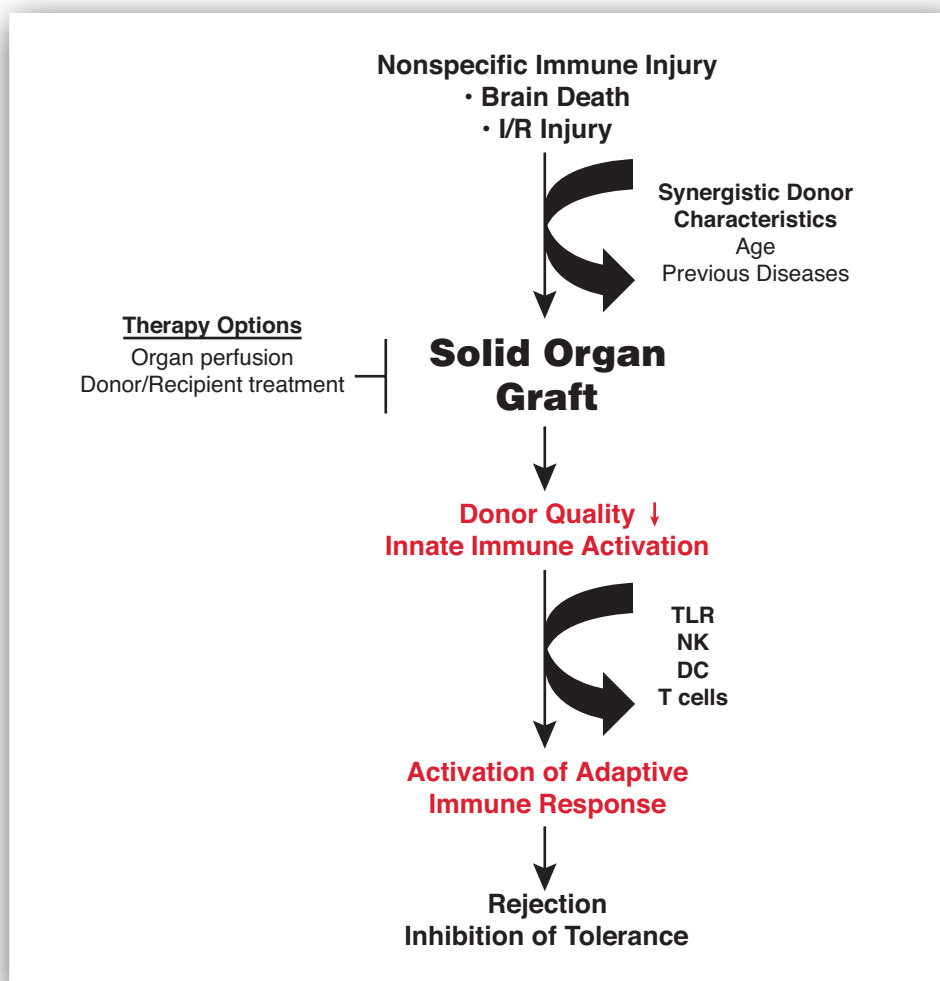 Nonspecific Immune Injury
· Brain Death
· I/R Injury
Synergistic Donor
Characteristics
Age
Previous Diseases
Therapy Options
Organ perfusion
Donor/Recipient treatment
Solid Organ
Graft
Donor Quality ↓
Innate Immune Activation
TLR
NK
DC
T cells
Activation of Adaptive
Immune Response
Rejection
Inhibition of Tolerance